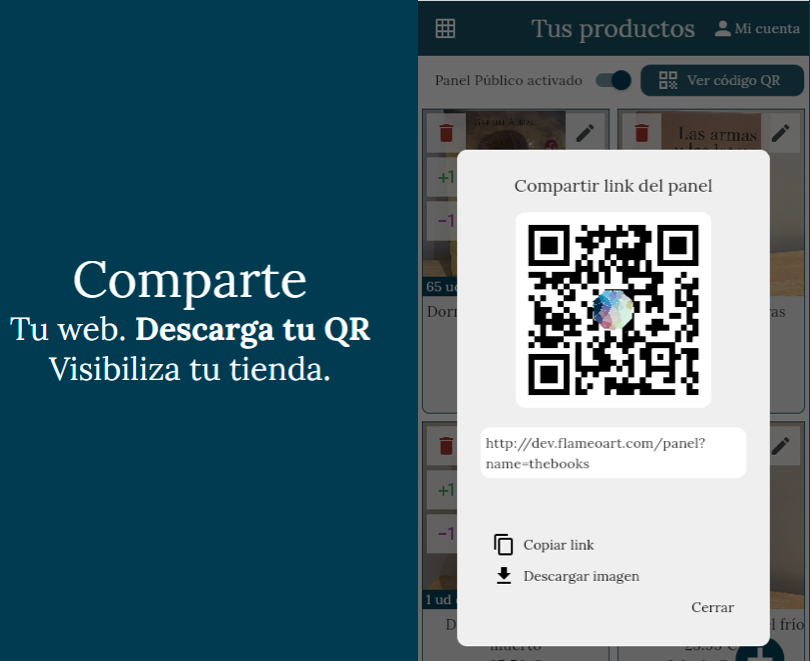 Comparte
Tu web. Descarga tu QR
Visibiliza tu tienda.
Tus productos
Mi cuenta
Panel Público activado
Ver código QR
Las armas
+1
-1
65 ud
Compartir link del panel
http://dev.flameoart.com/panel?
name=thebooks
Copiar link
Descargar imagen
Cerrar
+1
-1
1 ud
l frío
muerto